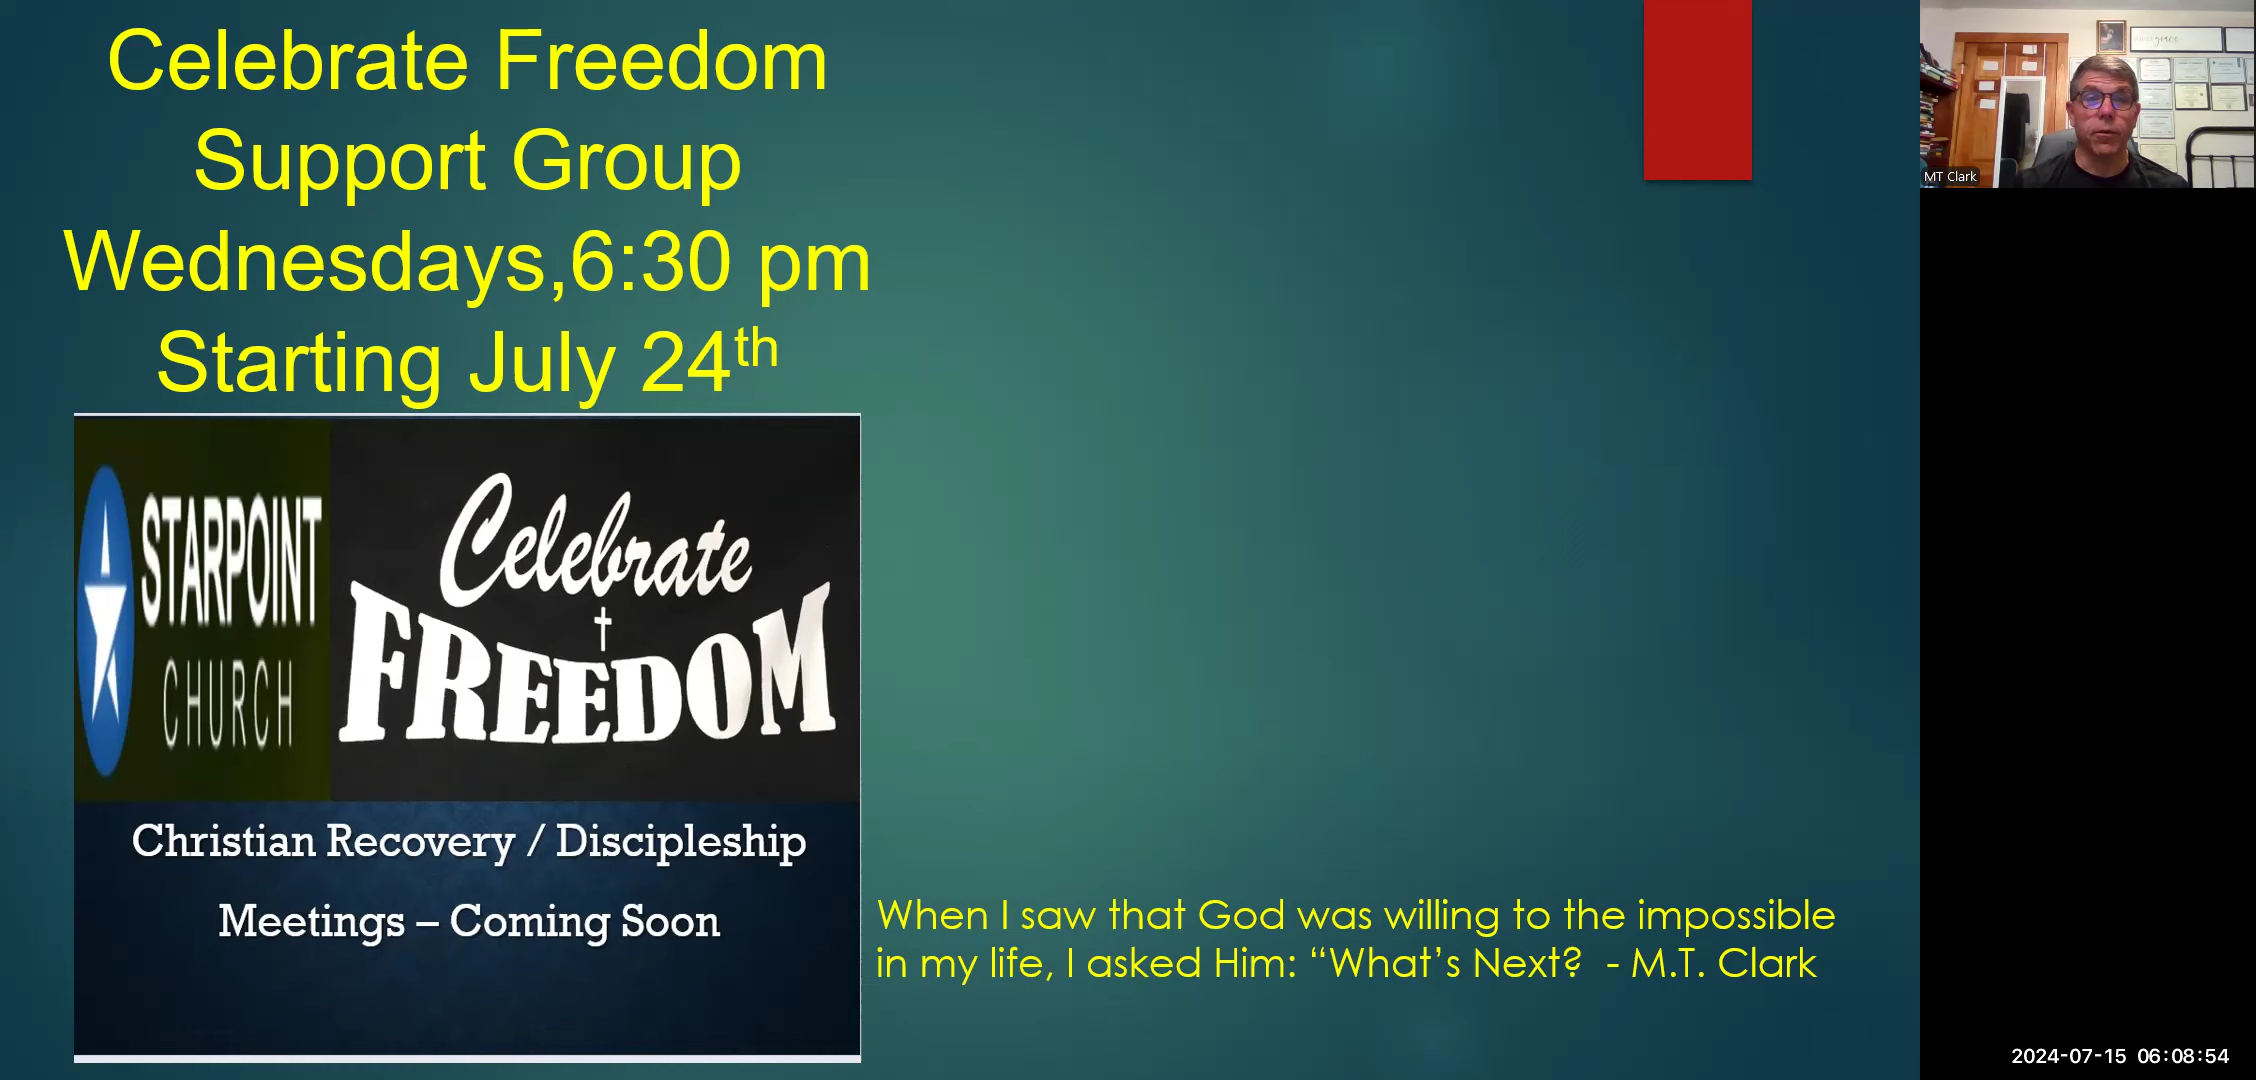 Celebrate Freedom
Support Group
Wednesdays,6:30 pm
Starting July 24th
STARPOINT
CHURCH
Celebrate
FREEDOM
Christian Recovery / Discipleship
Meetings – Coming Soon
When I saw that God was willing to the impossible
in my life, I asked Him: “What’s Next?  - M.T. Clark
MT Clark
2024-07-15 06:08:54